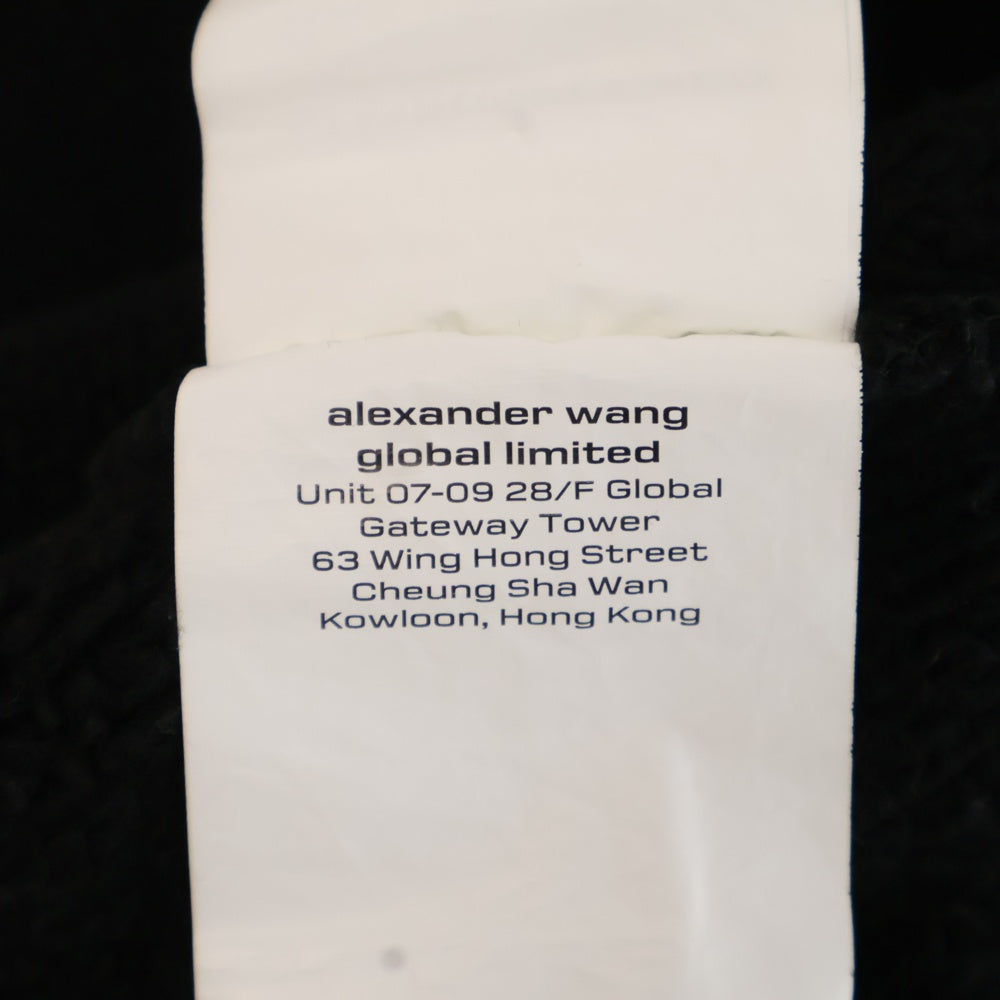 alexander wang
global limited
Unit 07-09 28/F Global
Gateway Tower
63 Wing Hong Street
Cheung Sha Wan
Kowloon, Hong Kong